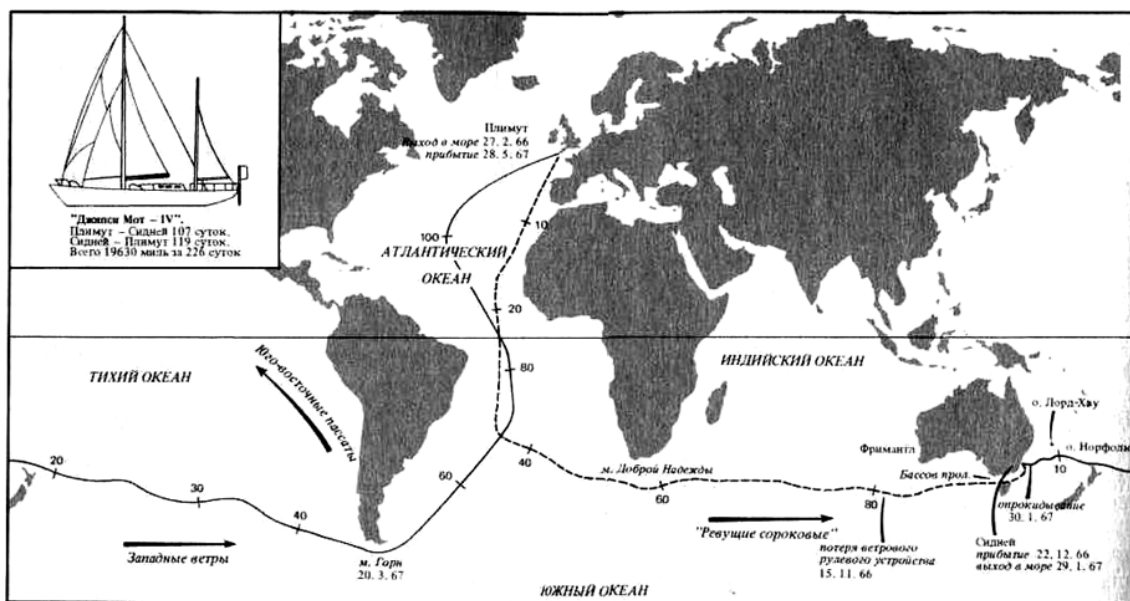 "Джипси Мот – IV".
Плимут – Сидней 107 суток.
Сидней – Плимут 119 суток.
Всего 19630 миль за 226 суток
Плимут
Выход в море 27. 2. 66
прибытие 28. 5. 67
10
100
АТЛАНТИЧЕСКИЙ
ОКЕАН
20
ТИХИЙ ОКЕАН
Юго-восточные пассаты
80
ИНДИЙСКИЙ ОКЕАН
о. Лорд-Хау
20
30
40
60
40
м. Доброй Надежды
60
Фримантл
80
Бассов прол.
о. Норфолк
10
опрокидывание
30. 1. 67
Западные ветры
м. Горн
20. 3. 67
"Ревущие сороковые"
потеря ветрового
рулевого устройства
15. 11. 66
Сидней
прибытие 22. 12. 66
выход в море 29. 1. 67
ЮЖНЫЙ ОКЕАН